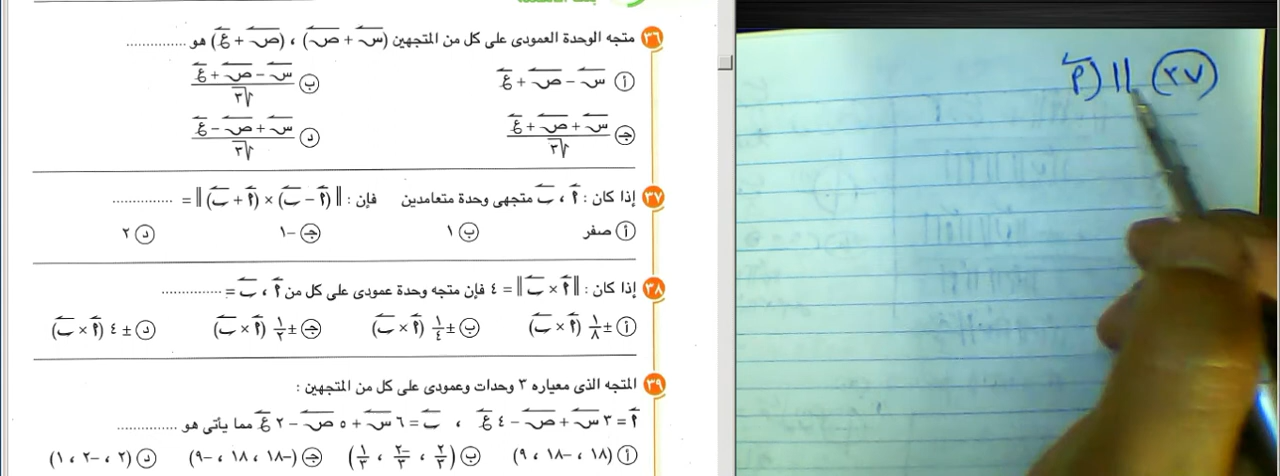 ٣٦ متجه الوحدة العمودى على كل من المتجهين (س + ص) ، (ص + ع) هو ...............
أ س − ص + ع ب (س − ص + ع)/√٣
ج (س + ص + ع)/√٣ د (س + ص − ع)/√٣
٣٧ إذا كان : أ ، ب متجهى وحدة متعامدين فإن : || (أ − ب) × (أ + ب) || = ...............
أ صفر ب ١ ج −١ د ٢
٣٨ إذا كان : || أ × ب || = ٤ فإن متجه وحدة عمودى على كل من أ ، ب = ...............
أ ± ١/٨ (أ × ب) ب ± ١/٤ (أ × ب) ج ± ١/٢ (أ × ب) د ± ٤ (أ × ب)
٣٩ المتجه الذى معياره ٣ وحدات وعمودى على كل من المتجهين :
أ = ٣ س + ص − ٤ ع ، ب = ٦ س + ٥ ص − ٢ ع مما يأتى هو ...............
أ (١٨ ، −١٨ ، ٩) ب (٢/٣ ، −٢/٣ ، ١/٣) ج (−١٨ ، ١٨ ، −٩) د (٢ ، −٢ ، ١)
٣٧ || (أ